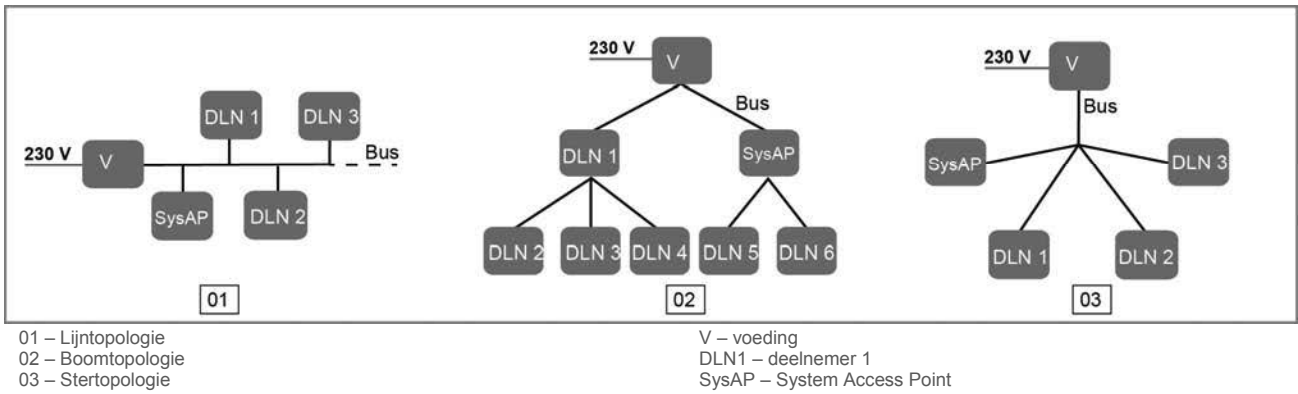 230 V
V
DLN 1
DLN 3
Bus
SysAP
DLN 2
01
230 V
V
Bus
DLN 1
SysAP
DLN 2
DLN 3
DLN 4
DLN 5
DLN 6
02
230 V
V
Bus
SysAP
DLN 3
DLN 1
DLN 2
03
01 – Lijntopologie
02 – Boomtopologie
03 – Stertopologie
V – voeding
DLN1 – deelnemer 1
SysAP – System Access Point